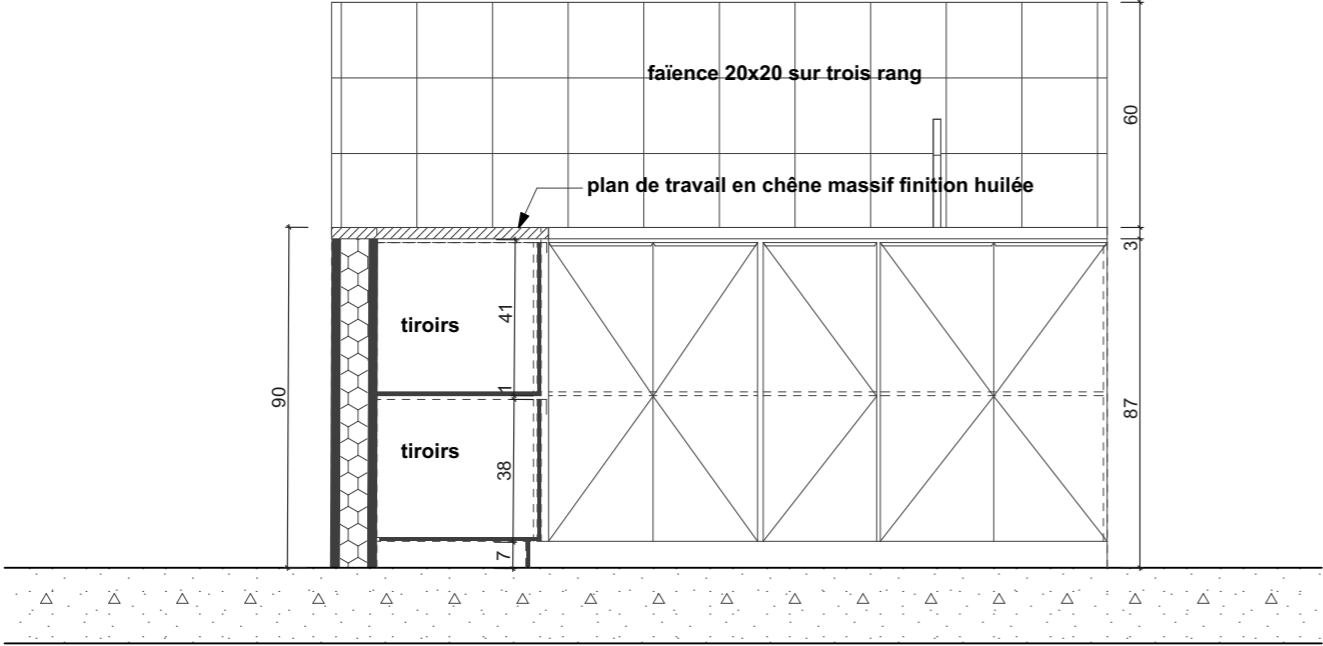 faïence 20x20 sur trois rang
60
plan de travail en chêne massif finition huilée
3
41
tiroirs
1
90
87
tiroirs
38
7